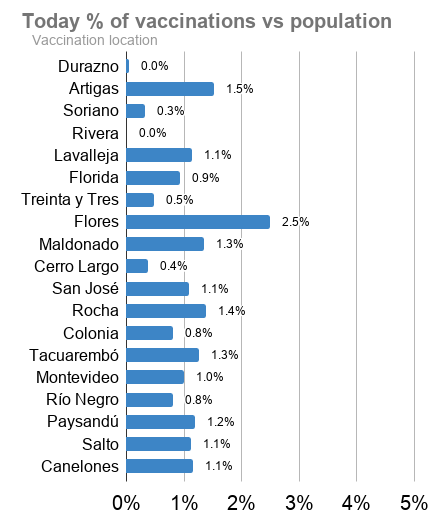 Today % of vaccinations vs population
Vaccination location
Durazno 0.0%
Artigas 1.5%
Soriano 0.3%
Rivera 0.0%
Lavalleja 1.1%
Florida 0.9%
Treinta y Tres 0.5%
Flores 2.5%
Maldonado 1.3%
Cerro Largo 0.4%
San José 1.1%
Rocha 1.4%
Colonia 0.8%
Tacuarembó 1.3%
Montevideo 1.0%
Río Negro 0.8%
Paysandú 1.2%
Salto 1.1%
Canelones 1.1%
0% 1% 2% 3% 4% 5%